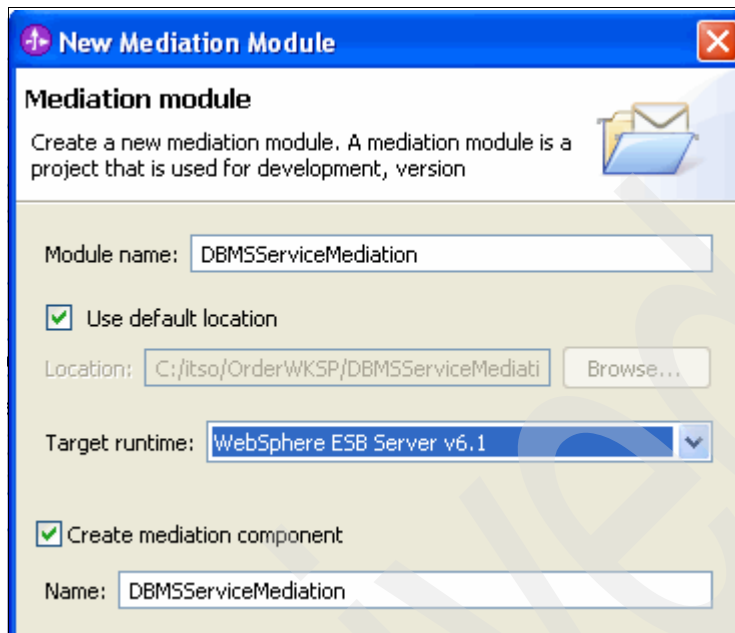 New Mediation Module
Mediation module
Create a new mediation module. A mediation module is a
project that is used for development, version
Module name: DBMSServiceMediation
Use default location
Location: C:/itso/OrderWKSP/DBMSServiceMediati Browse...
Target runtime: WebSphere ESB Server v6.1
Create mediation component
Name: DBMSServiceMediation